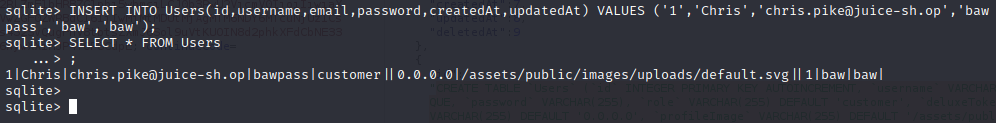 sqlite> INSERT INTO Users(id,username,email,password,createdAt,updatedAt) VALUES ('1','Chris','chris.pike@juice-sh.op','baw
pass','baw','baw');
sqlite> SELECT * FROM Users
...> ;
1|Chris|chris.pike@juice-sh.op|bawpass|customer||0.0.0.0|/assets/public/images/uploads/default.svg||1|baw|baw|
sqlite>
sqlite>